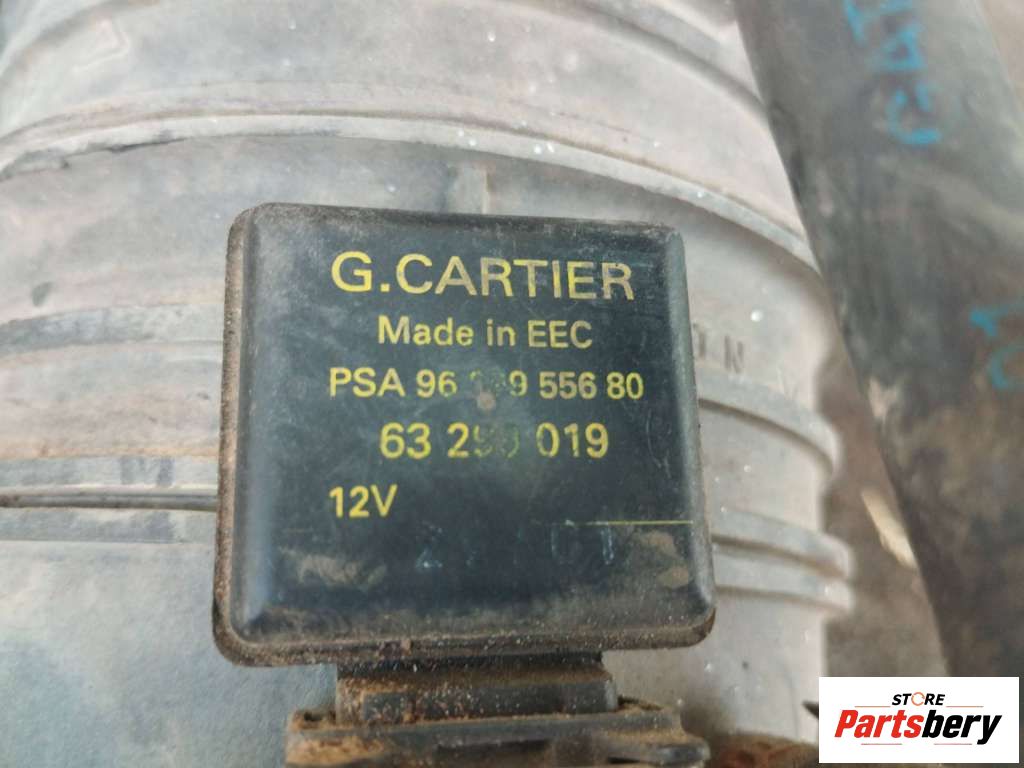 G.CARTIER
Made in EEC
PSA 96 556 80
63 019
12V
STORE
Partsbery